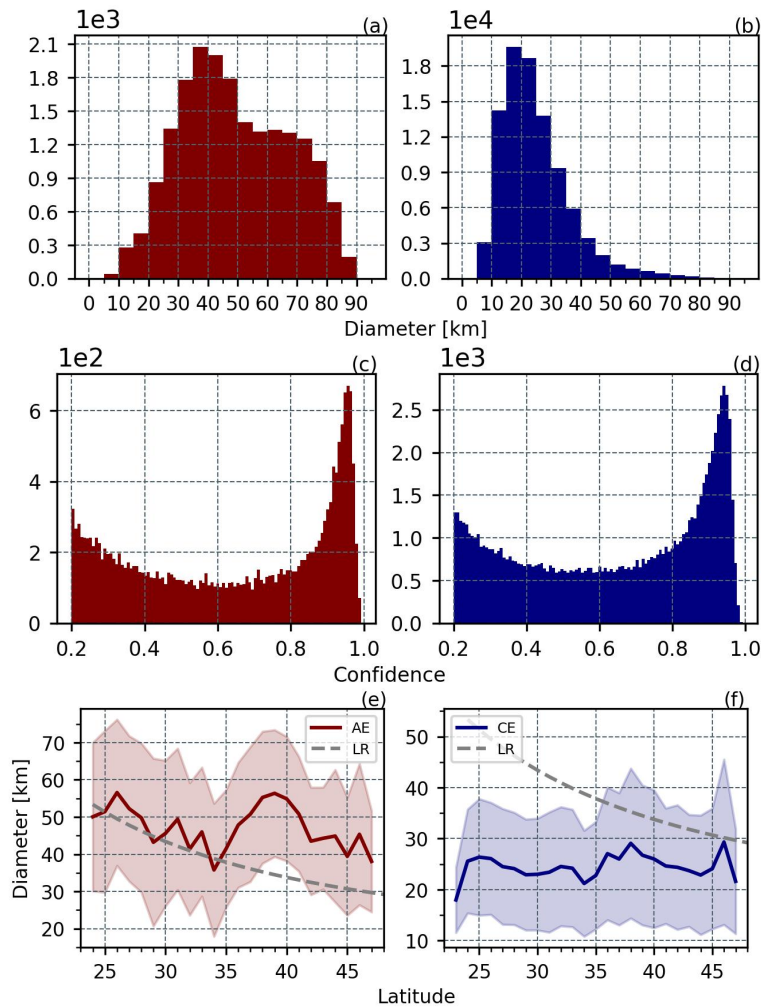 1e3 (a) 1e4 (b)
2.1
1.8 1.8
1.5 1.5
1.2 1.2
0.9 0.9
0.6 0.6
0.3 0.3
0.0 0.0
0 10 20 30 40 50 60 70 80 90 0 10 20 30 40 50 60 70 80 90
Diameter [km]
1e2 (c) 1e3 (d)
6 2.5
4 2.0
2 1.5
0 1.0
0.5
0.0
0.2 0.4 0.6 0.8 1.0 0.2 0.4 0.6 0.8 1.0
Confidence
(e) (f)
AE CE
LR LR
Diameter [km]
70 50
60 40
50 30
40 20
30 10
20
25 30 35 40 45 25 30 35 40 45
Latitude